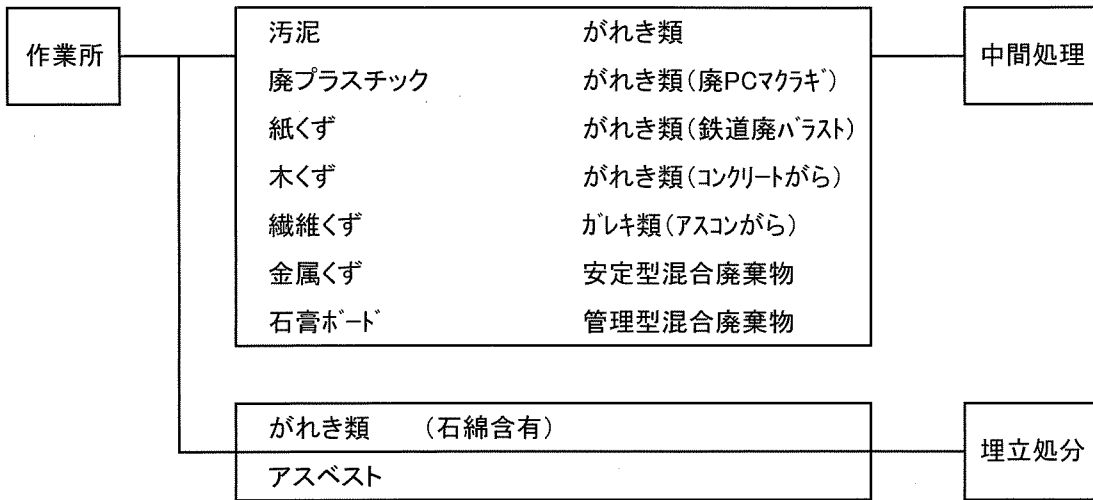 作業所
汚泥 がれき類
廃プラスチック がれき類(廃PCマクラギ)
紙くず がれき類(鉄道廃バラスト)
木くず がれき類(コンクリートがら)
繊維くず ガレキ類(アスコンがら)
金属くず 安定型混合廃棄物
石膏ボード 管理型混合廃棄物
中間処理
がれき類 (石綿含有)
アスベスト
埋立処分